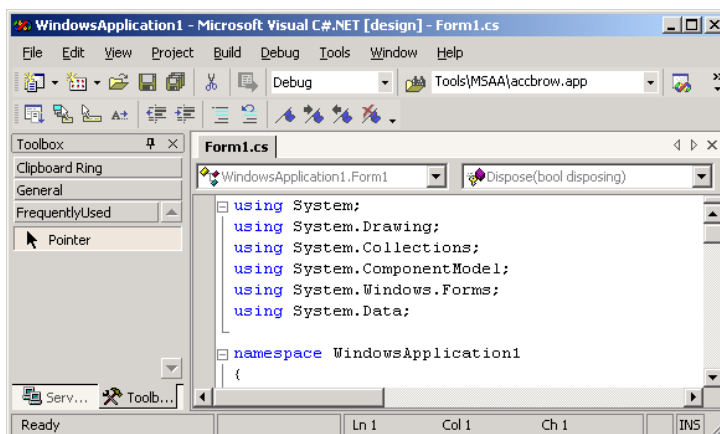 WindowsApplication1 - Microsoft Visual C#.NET [design] - Form1.cs
File Edit View Project Build Debug Tools Window Help
Debug Tools\MSAA\accbrow.app
Toolbox
Form1.cs
Clipboard Ring
WindowsApplication1.Form1 Dispose(bool disposing)
General
FrequentlyUsed
Pointer
using System;
using System.Drawing;
using System.Collections;
using System.ComponentModel;
using System.Windows.Forms;
using System.Data;
namespace WindowsApplication1
{
Serv... Toolb...
Ready Ln 1 Col 1 Ch 1 INS